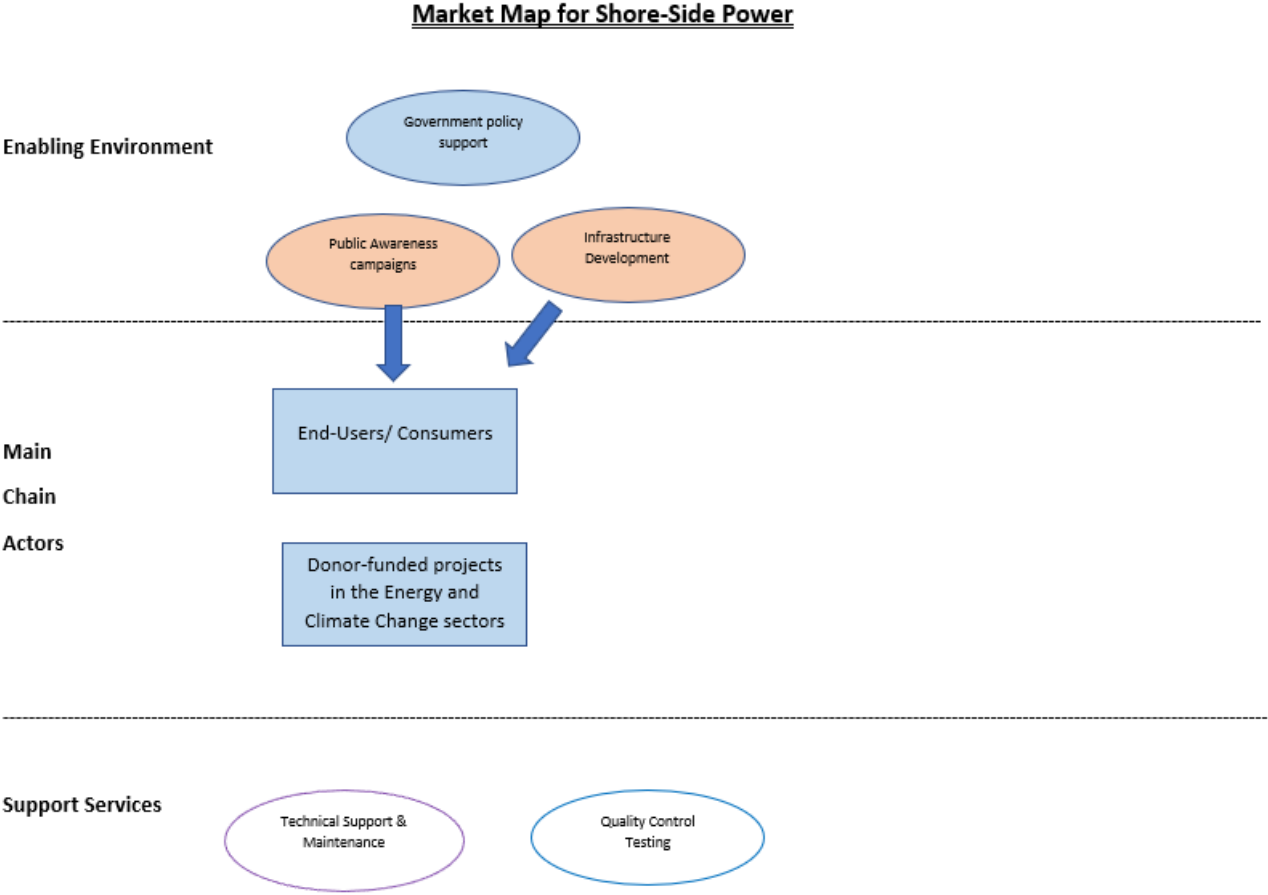 Market Map for Shore-Side Power
Government policy
support
Enabling Environment
Public Awareness
campaigns
Infrastructure
Development
End-Users/ Consumers
Main
Chain
Actors
Donor-funded projects
in the Energy and
Climate Change sectors
Support Services
Technical Support &
Maintenance
Quality Control
Testing